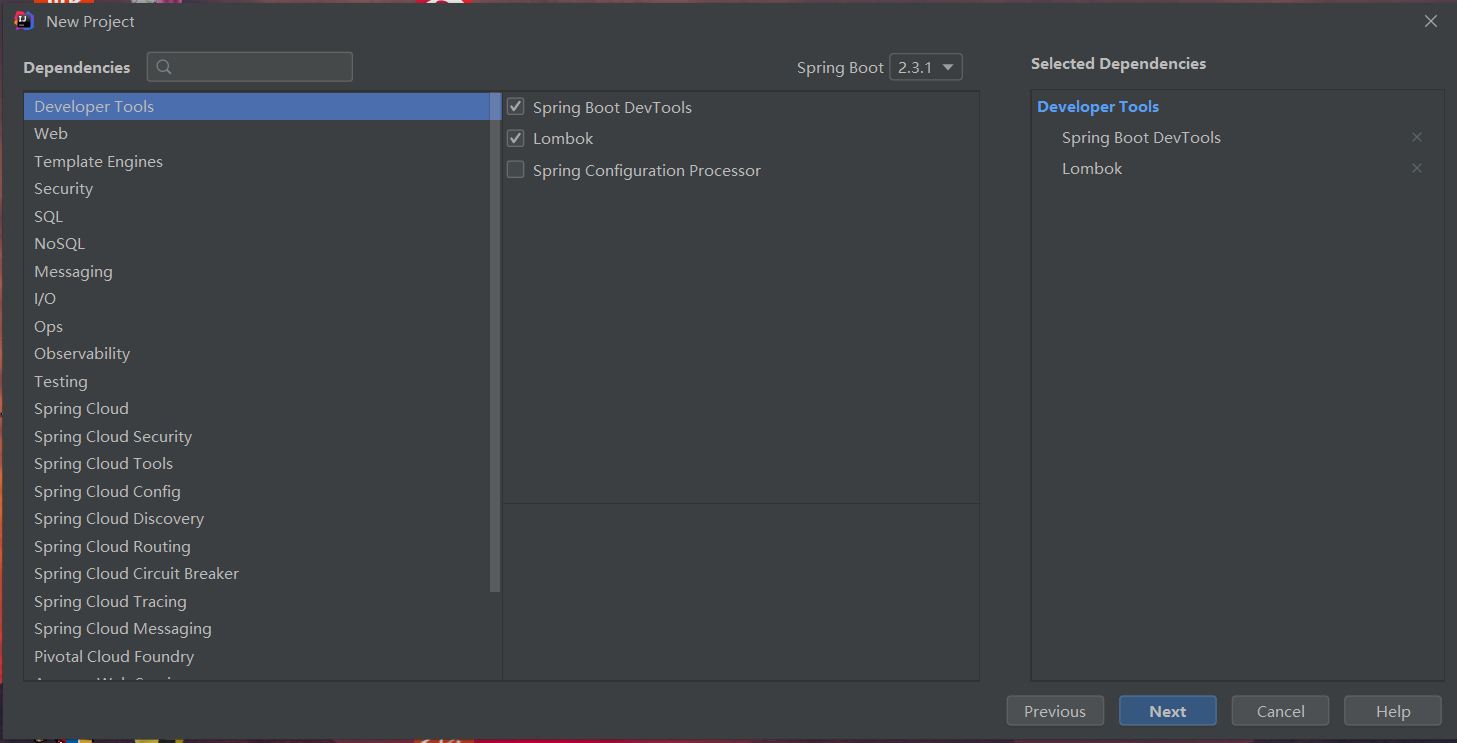 New Project
Dependencies
Spring Boot 2.3.1
Selected Dependencies
Developer Tools
Web
Template Engines
Security
SQL
NoSQL
Messaging
I/O
Ops
Observability
Testing
Spring Cloud
Spring Cloud Security
Spring Cloud Tools
Spring Cloud Config
Spring Cloud Discovery
Spring Cloud Routing
Spring Cloud Circuit Breaker
Spring Cloud Tracing
Spring Cloud Messaging
Pivotal Cloud Foundry
Spring Boot DevTools
Lombok
Spring Configuration Processor
Developer Tools
Spring Boot DevTools
Lombok
Previous
Next
Cancel
Help